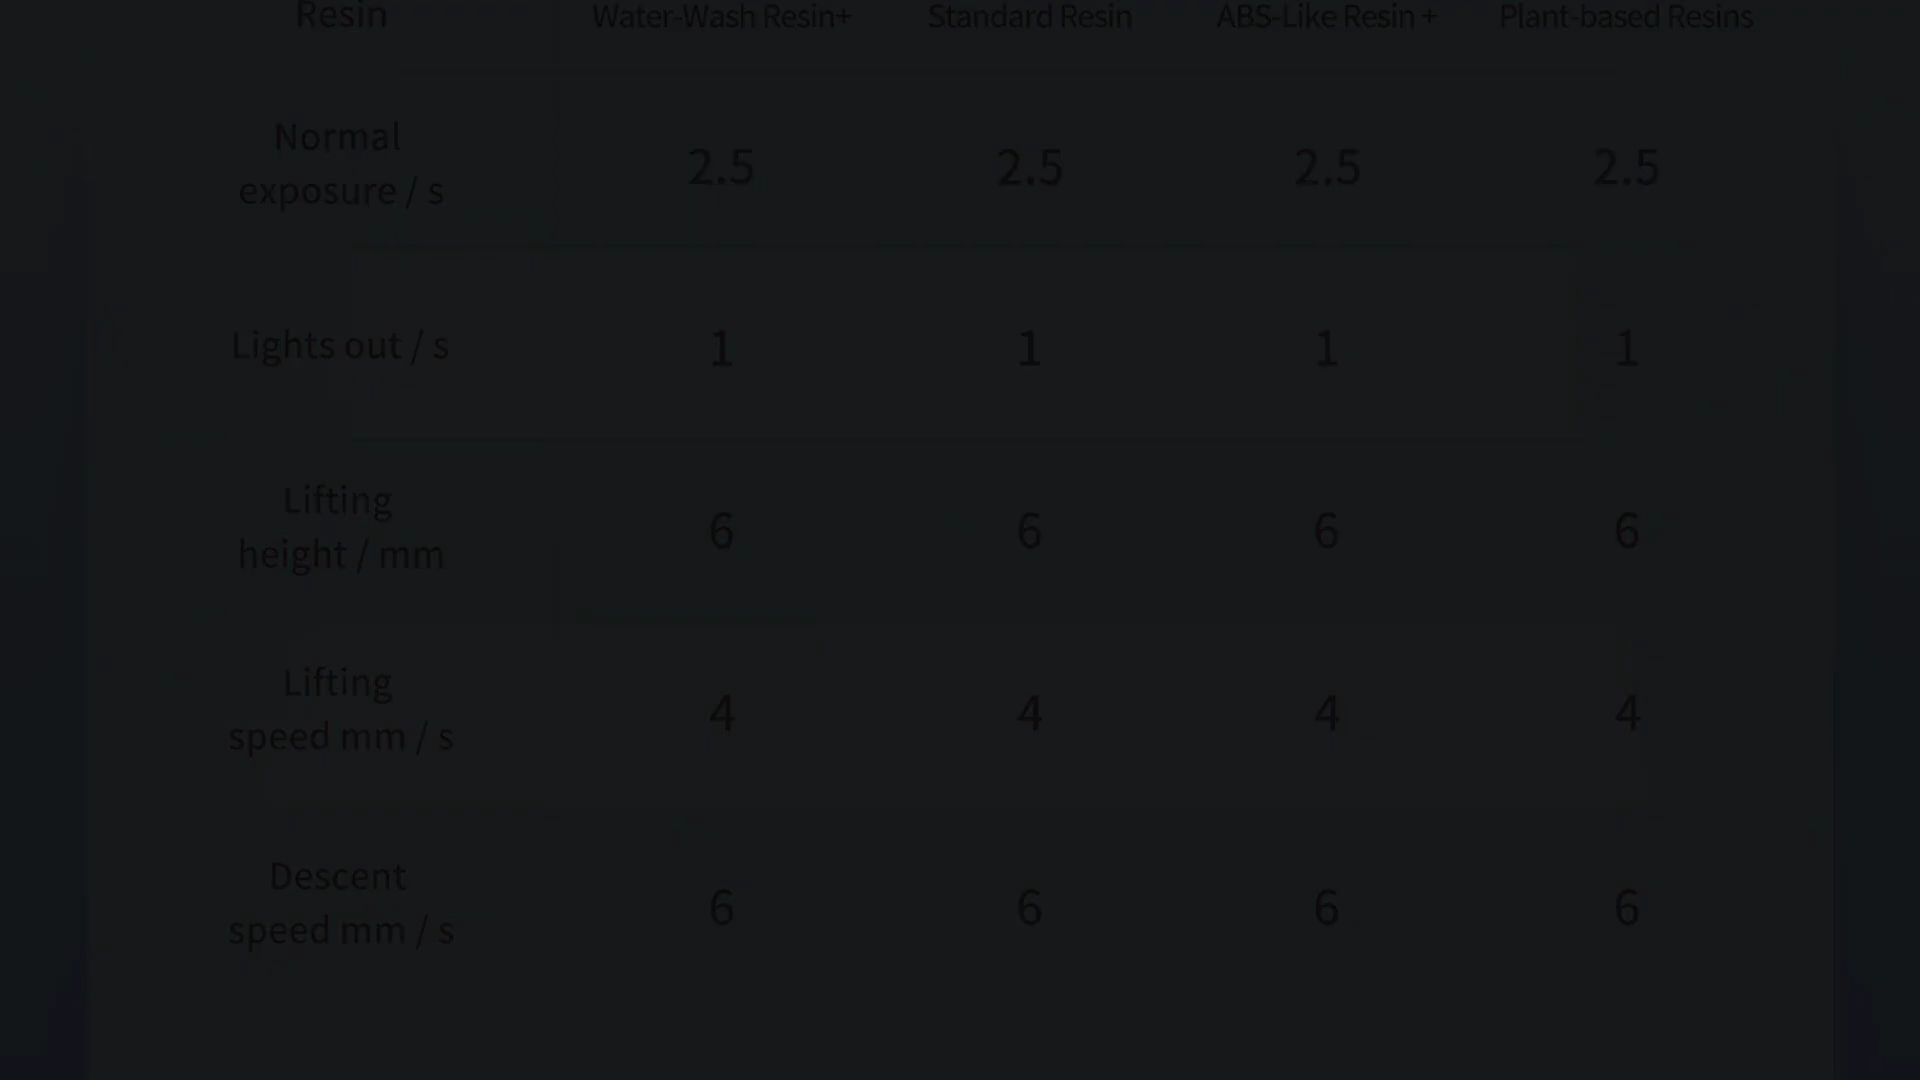 Resin Water-Wash Resin+ Standard Resin ABS-Like Resin + Plant-based Resins
Normal
exposure / s 2.5 2.5 2.5 2.5
Lights out / s 1 1 1 1
Lifting
height / mm 6 6 6 6
Lifting
speed mm / s 4 4 4 4
Descent
speed mm / s 6 6 6 6